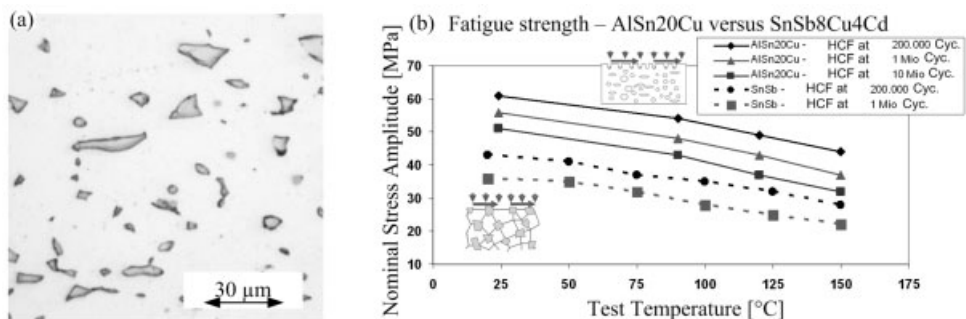 (a)
30 µm
(b) Fatigue strength – AlSn20Cu versus SnSb8Cu4Cd
Nominal Stress Amplitude [MPa]
AlSn20Cu - HCF at 200.000 Cyc.
AlSn20Cu - HCF at 1 Mio Cyc.
AlSn20Cu - HCF at 10 Mio Cyc.
SnSb - HCF at 200.000 Cyc.
SnSb - HCF at 1 Mio Cyc.
70
60
50
40
30
20
10
0 25 50 75 100 125 150 175
Test Temperature [°C]